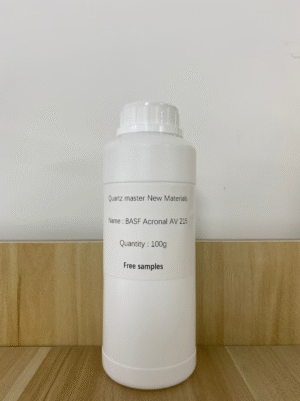 Quartz master New Materials
Name : BASF Acronal AV 215
Quantity : 100g
Free samples